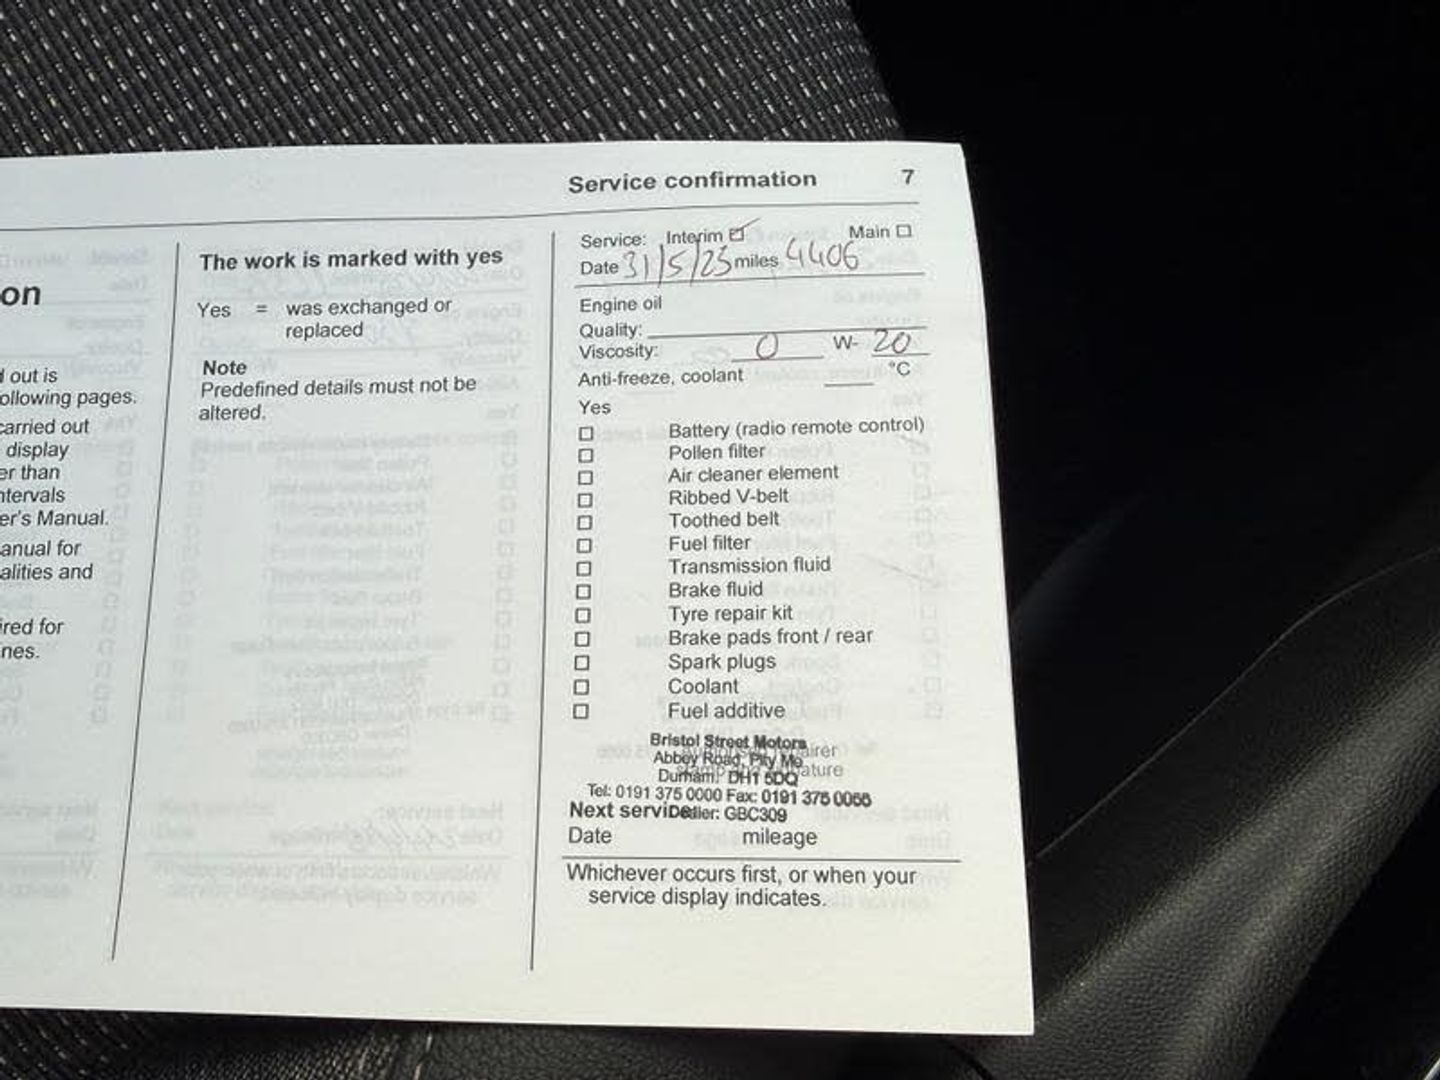 Service confirmation 7
on
d out is
ollowing pages.
carried out
display
er than
ntervals
er's Manual.
anual for
alities and
ired for
nes.
The work is marked with yes
Yes = was exchanged or
replaced
Note
Predefined details must not be
altered.
Service: Interim ☑ Main ☐
Date 31/5/23 miles 4406
Engine oil
Quality:
Viscosity: 0 W- 20
Anti-freeze, coolant °C
Yes
☐ Battery (radio remote control)
☐ Pollen filter
☐ Air cleaner element
☐ Ribbed V-belt
☐ Toothed belt
☐ Fuel filter
☐ Transmission fluid
☐ Brake fluid
☐ Tyre repair kit
☐ Brake pads front / rear
☐ Spark plugs
☐ Coolant
☐ Fuel additive
Bristol Street Motors
Abbey Road, Pity Me
Durham. DH1 5DQ
Tel: 0191 375 0000 Fax: 0191 375 0055
Dealer: GBC309
Next service:
Date mileage
Whichever occurs first, or when your
service display indicates.